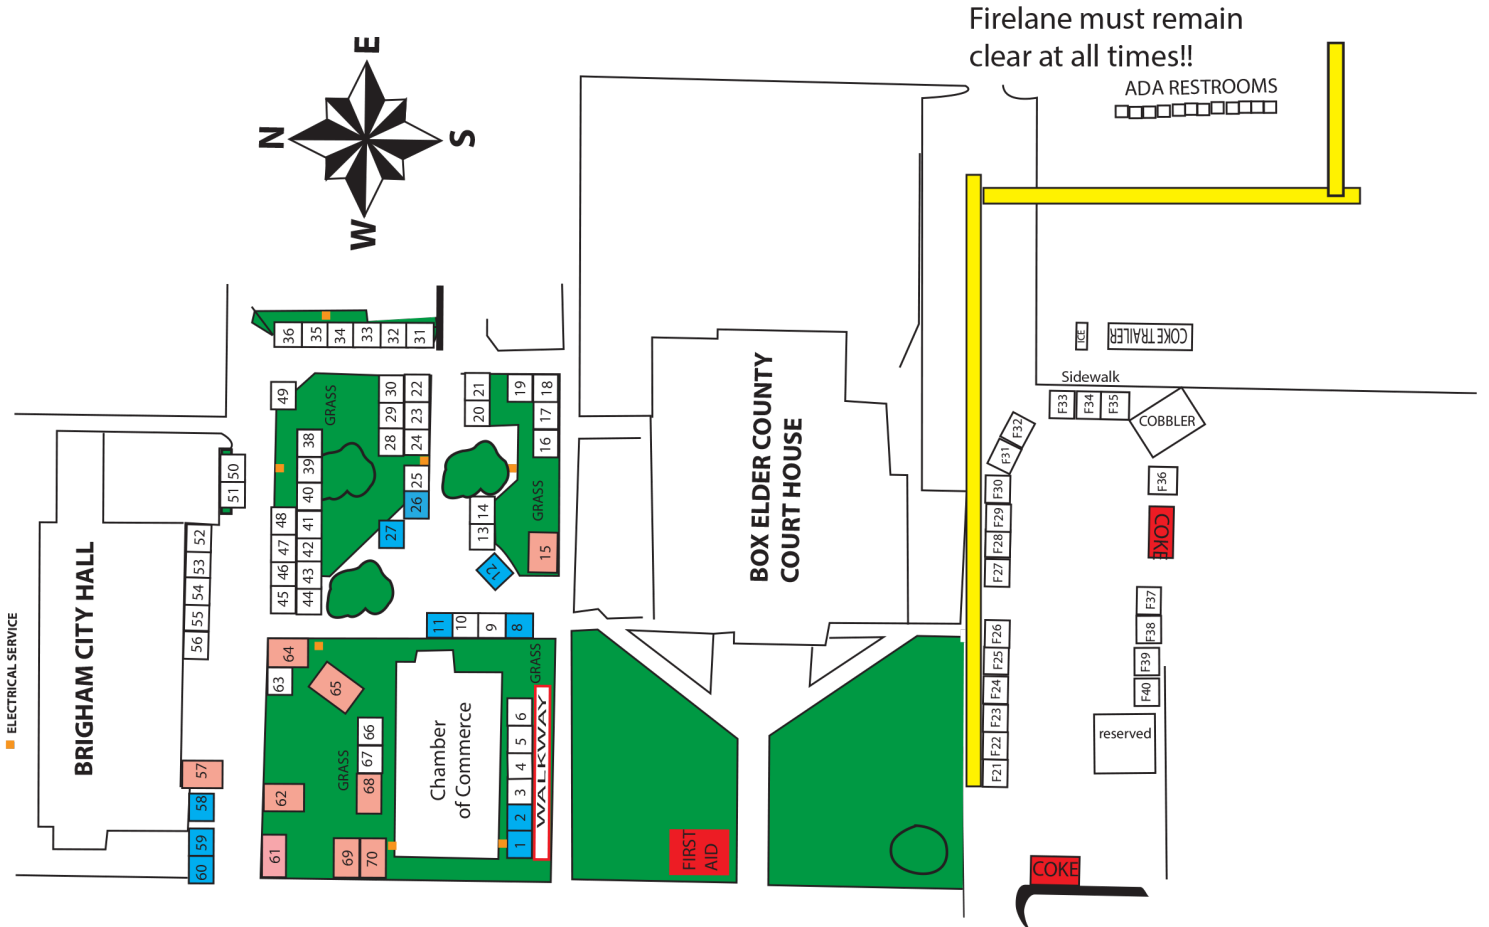 Firelane must remain
clear at all times!!
ADA RESTROOMS
E
N
S
W
36
35
34
33
32
31
ICE
COKE TRAILER
Sidewalk
F33
F34
F35
COBBLER
F32
F31
F30
F29
F28
F27
F36
COKE
F37
F38
F39
F40
F26
F25
F24
F23
F22
F21
reserved
COKE
49
GRASS
30
22
29
23
28
24
38
39
40
25
26
27
48
41
47
42
46
43
45
44
21
20
19
18
17
16
GRASS
14
13
15
12
BOX ELDER COUNTY
COURT HOUSE
50
51
52
53
54
55
56
BRIGHAM CITY HALL
ELECTRICAL SERVICE
57
58
59
60
11
10
9
8
GRASS
64
63
65
66
67
68
GRASS
62
61
69
70
Chamber
of Commerce
6
5
4
3
2
1
WALKWAY
FIRST
AID